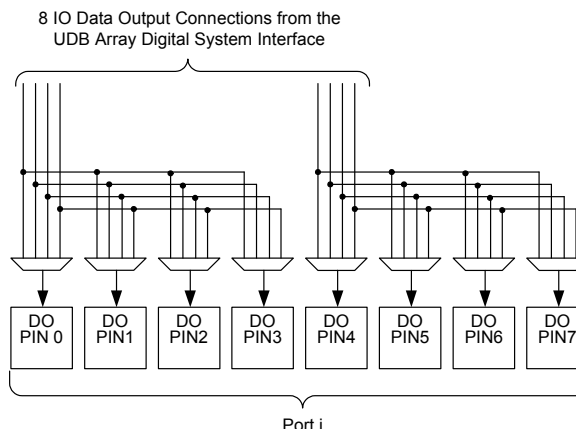 8 IO Data Output Connections from the
UDB Array Digital System Interface
DO
PIN 0
DO
PIN1
DO
PIN2
DO
PIN3
DO
PIN4
DO
PIN5
DO
PIN6
DO
PIN7
Port i